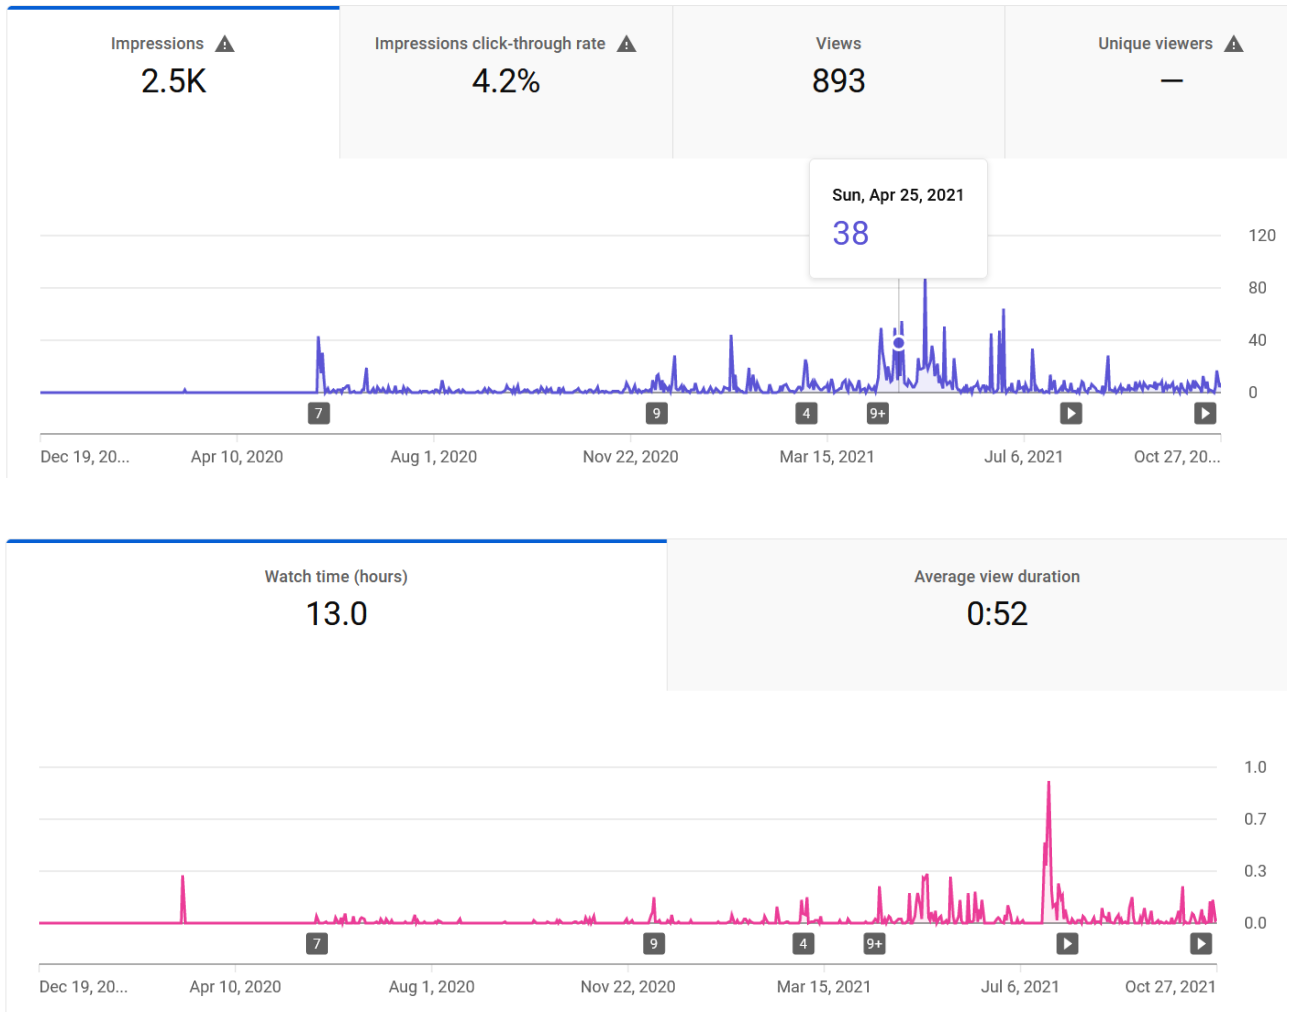 Impressions
2.5K
Impressions click-through rate
4.2%
Views
893
Unique viewers
—
Sun, Apr 25, 2021
38
120
80
40
0
7 9 4 9+
Dec 19, 20... Apr 10, 2020 Aug 1, 2020 Nov 22, 2020 Mar 15, 2021 Jul 6, 2021 Oct 27, 20...
Watch time (hours)
13.0
Average view duration
0:52
1.0
0.7
0.3
0.0
7 9 4 9+
Dec 19, 20... Apr 10, 2020 Aug 1, 2020 Nov 22, 2020 Mar 15, 2021 Jul 6, 2021 Oct 27, 2021